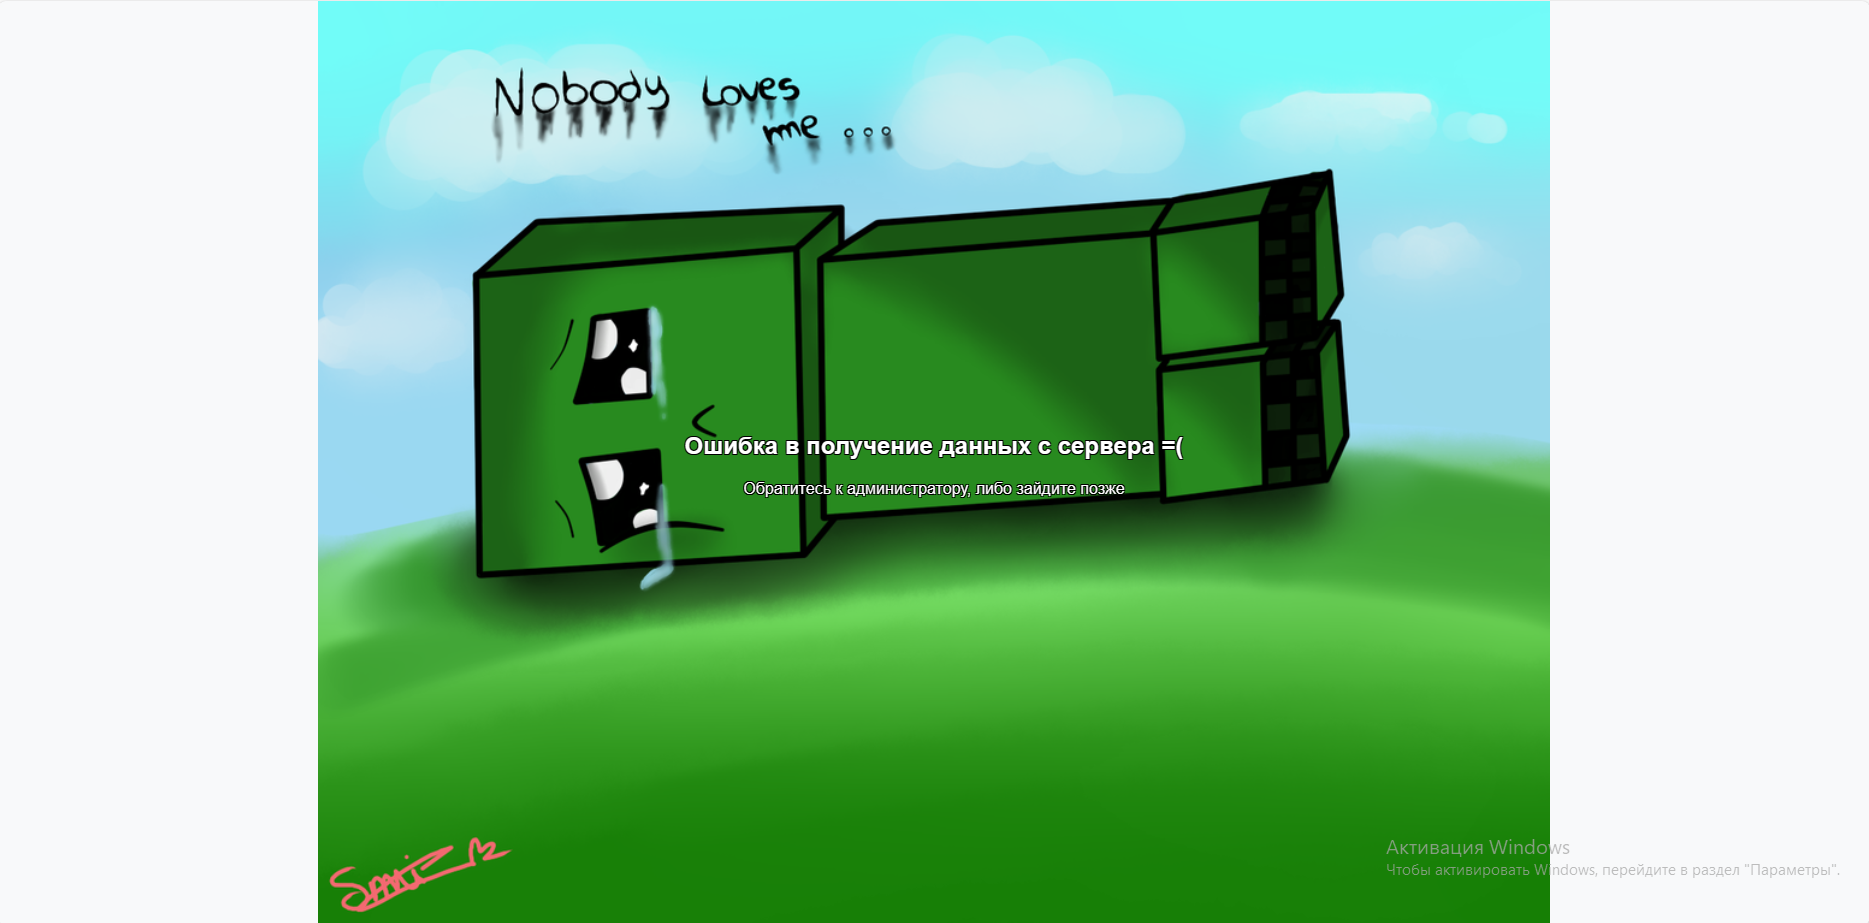 Nobody Loves
me ...
Ошибка в получение данных с сервера =(
Обратитесь к администратору, либо зайдите позже
Активация Windows
Чтобы активировать Windows, перейдите в раздел "Параметры".